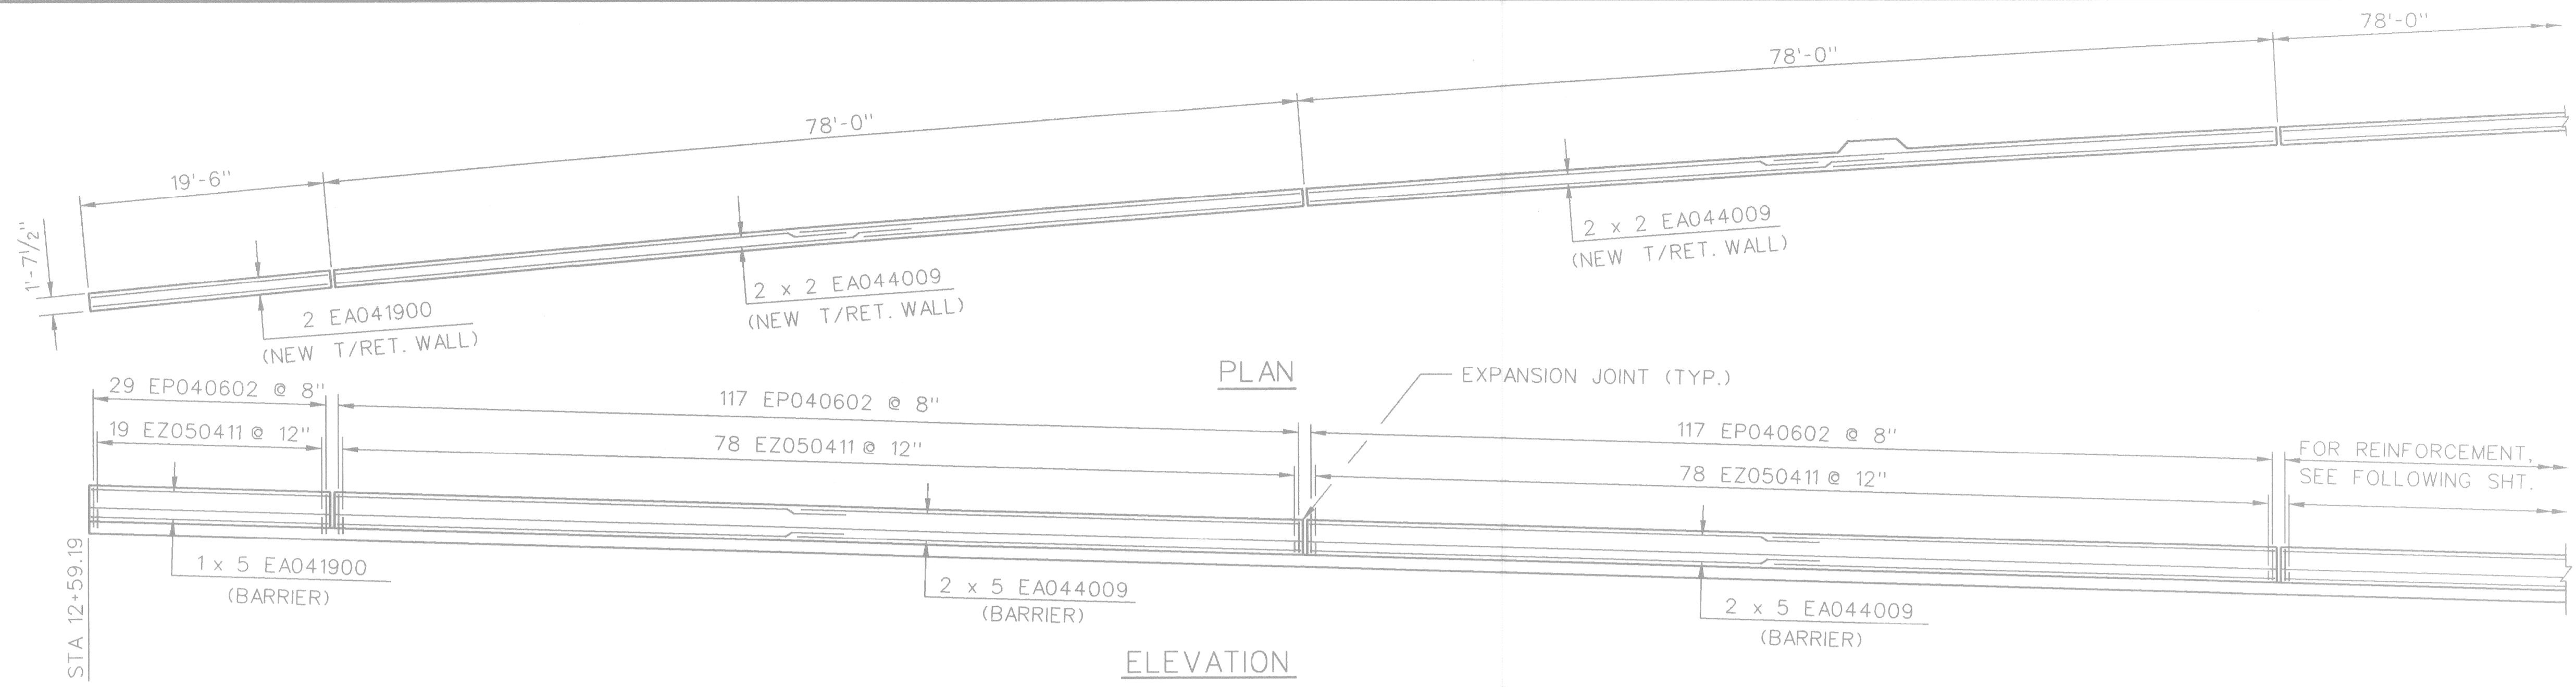 78'-0"
78'-0"
78'-0"
19'-6"
1'-7 1/2"
2 EA041900
(NEW T/RET. WALL)
2 x 2 EA044009
(NEW T/RET. WALL)
2 x 2 EA044009
(NEW T/RET. WALL)
PLAN
EXPANSION JOINT (TYP.)
29 EP040602 @ 8"
117 EP040602 @ 8"
117 EP040602 @ 8"
19 EZ050411 @ 12"
78 EZ050411 @ 12"
78 EZ050411 @ 12"
FOR REINFORCEMENT,
SEE FOLLOWING SHT.
STA 12+59.19
1 x 5 EA041900
(BARRIER)
2 x 5 EA044009
(BARRIER)
2 x 5 EA044009
(BARRIER)
ELEVATION